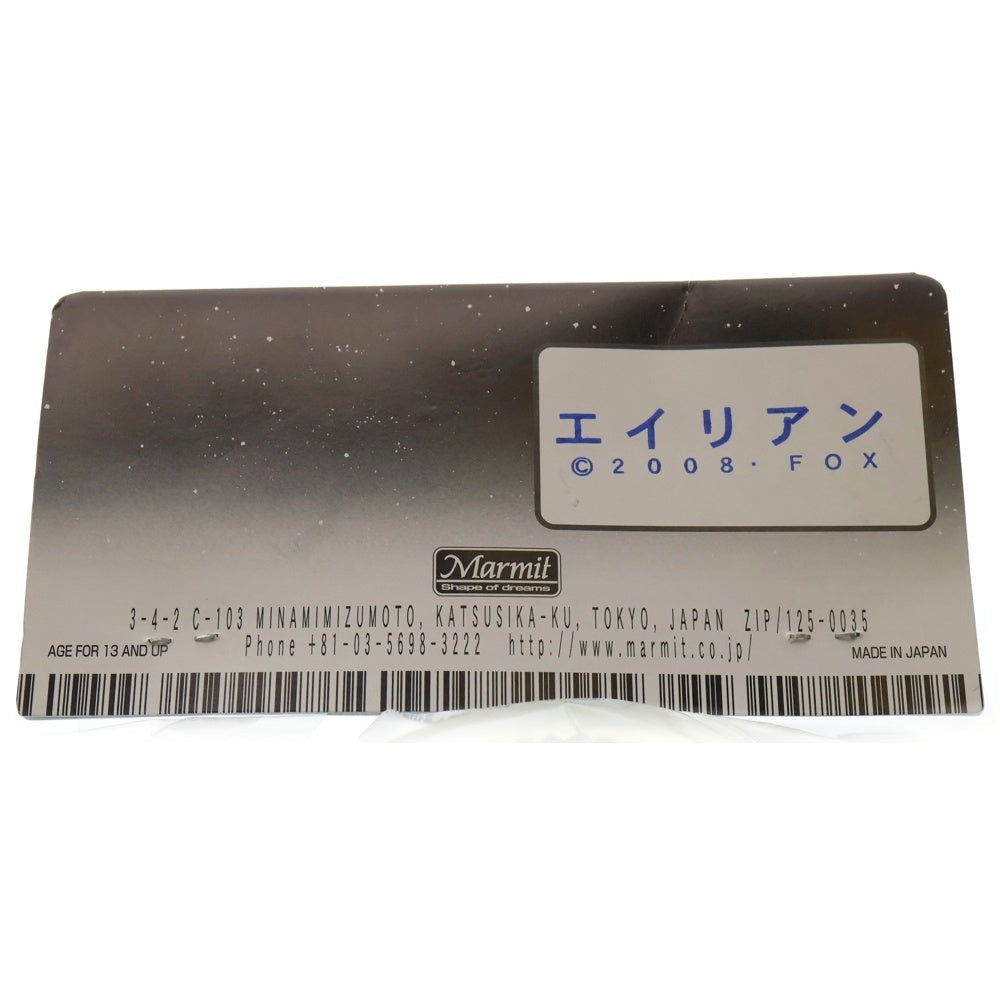 エイリアン
©2008・FOX
Marmit
Shape of dreams
3-4-2 C-103 MINAMIMIZUMOTO, KATSUSIKA-KU, TOKYO, JAPAN ZIP/125-0035
AGE FOR 13 AND UP
Phone +81-03-5698-3222 http://www.marmit.co.jp/
MADE IN JAPAN